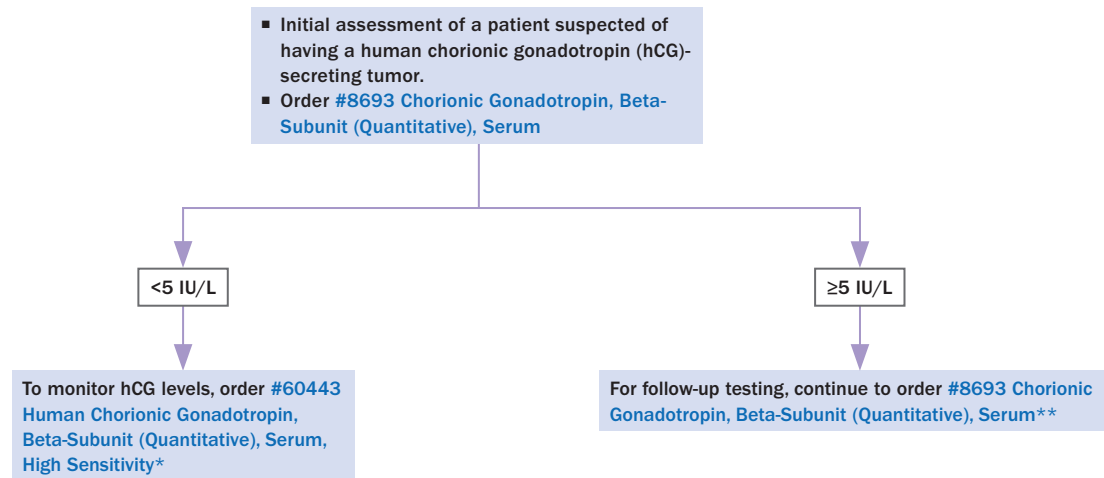 ▪ Initial assessment of a patient suspected of
having a human chorionic gonadotropin (hCG)-
secreting tumor.
▪ Order #8693 Chorionic Gonadotropin, Beta-
Subunit (Quantitative), Serum
<5 IU/L
≥5 IU/L
To monitor hCG levels, order #60443
Human Chorionic Gonadotropin,
Beta-Subunit (Quantitative), Serum,
High Sensitivity*
For follow-up testing, continue to order #8693 Chorionic
Gonadotropin, Beta-Subunit (Quantitative), Serum**